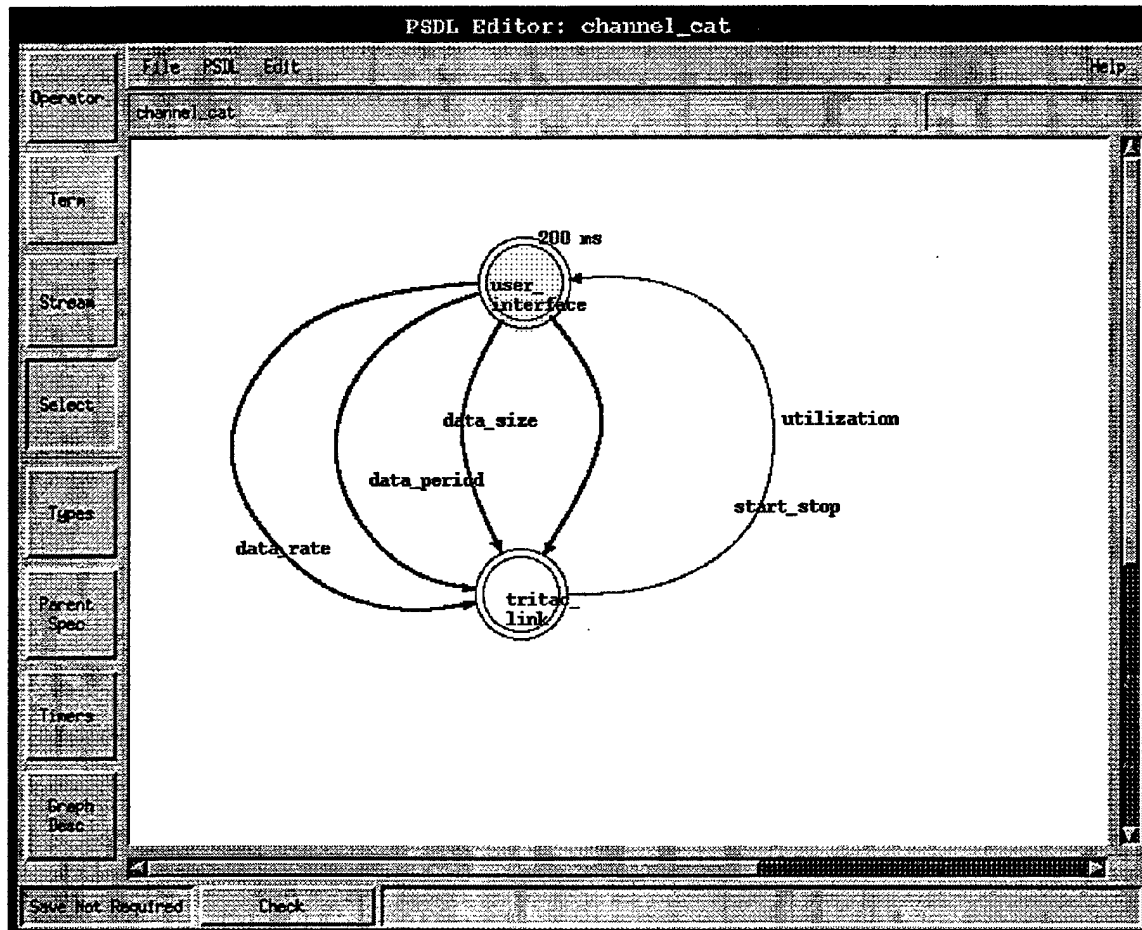 PSDL Editor: channel_cat
File PSDL Edit Help
channel_cat
Operator
Term
Stream
Select
Types
Parent
Spec
Timers
Graph
Desc
200 ms
user_
interface
data_size
utilization
data_period
start_stop
data_rate
tritac_
link
Save Not Required
Check